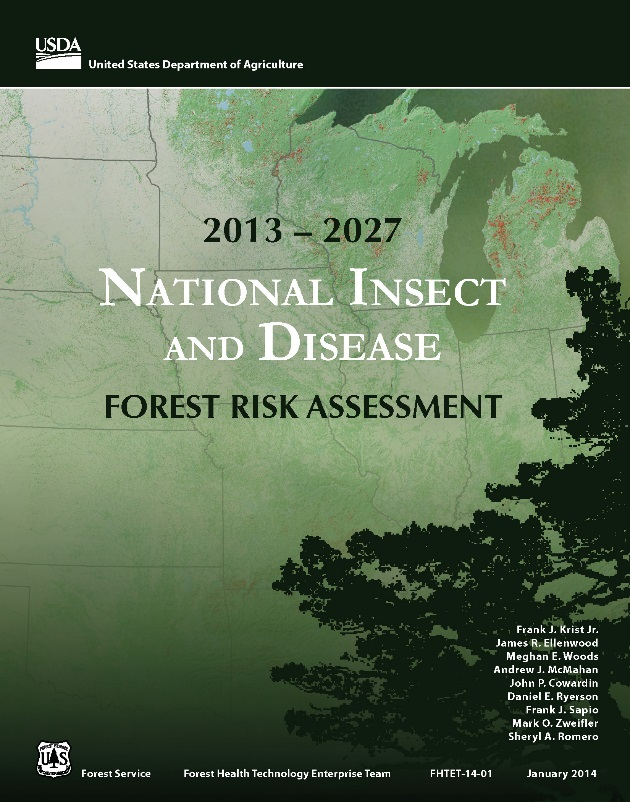 USDA
United States Department of Agriculture
2013 – 2027
NATIONAL INSECT
AND DISEASE
FOREST RISK ASSESSMENT
Frank J. Krist Jr.
James R. Ellenwood
Meghan E. Woods
Andrew J. McMahan
John P. Cowardin
Daniel E. Ryerson
Frank J. Sapio
Mark O. Zweifler
Sheryl A. Romero
UAS
Forest Service Forest Health Technology Enterprise Team FHTET-14-01 January 2014